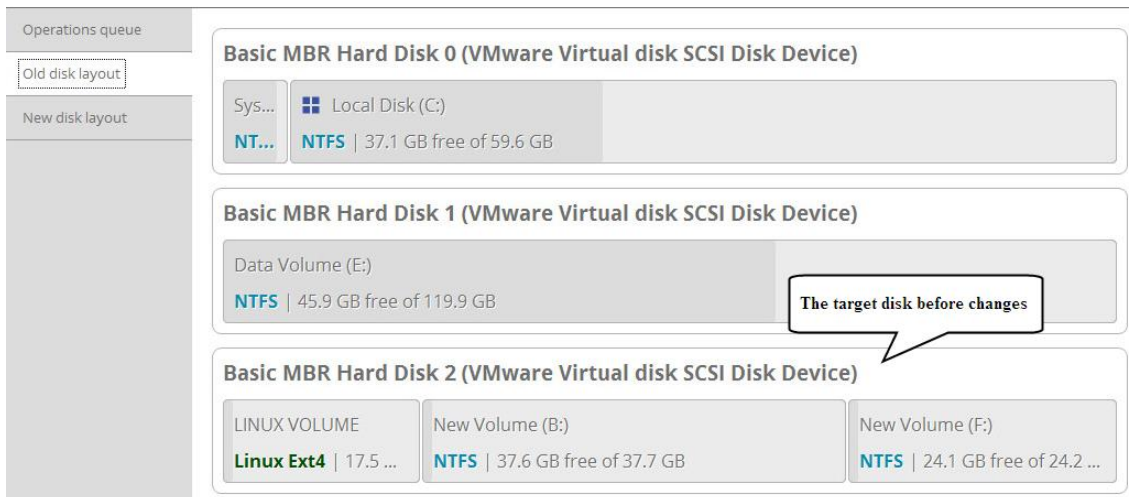 Operations queue
Old disk layout
New disk layout
Basic MBR Hard Disk 0 (VMware Virtual disk SCSI Disk Device)
Sys...
Local Disk (C:)
NT...
NTFS | 37.1 GB free of 59.6 GB
Basic MBR Hard Disk 1 (VMware Virtual disk SCSI Disk Device)
Data Volume (E:)
NTFS | 45.9 GB free of 119.9 GB
The target disk before changes
Basic MBR Hard Disk 2 (VMware Virtual disk SCSI Disk Device)
LINUX VOLUME
Linux Ext4 | 17.5 ...
New Volume (B:)
NTFS | 37.6 GB free of 37.7 GB
New Volume (F:)
NTFS | 24.1 GB free of 24.2 ...